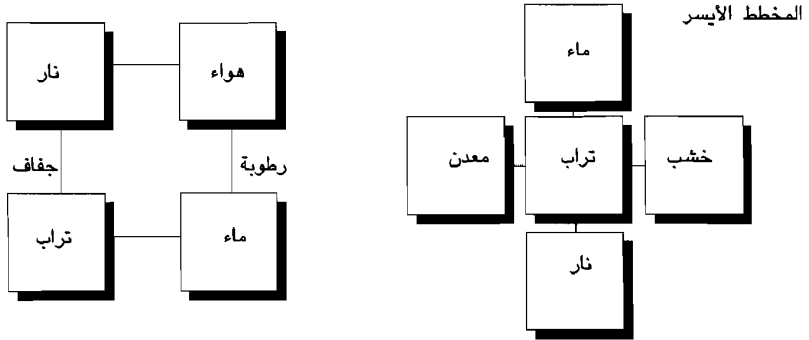 المخطط الأيسر
ماء
خشب
تراب
معدن
نار
هواء
نار
رطوبة
جفاف
ماء
تراب